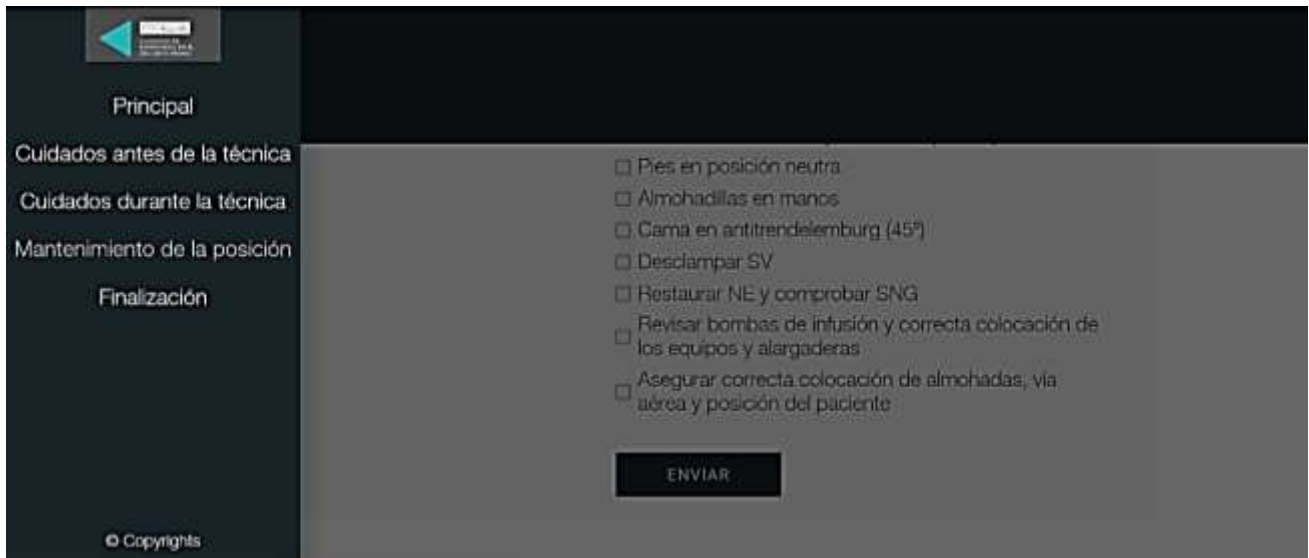 Principal
Cuidados antes de la técnica
Cuidados durante la técnica
Mantenimiento de la posición
Finalización
© Copyrights
Pies en posición neutra
Almohadillas en manos
Cama en antitrendelemburg (45º)
Desclampar SV
Restaurar NE y comprobar SNG
Revisar bombas de infusión y correcta colocación de
los equipos y alargaderas
Asegurar correcta colocación de almohadas, vía
aérea y posición del paciente
ENVIAR